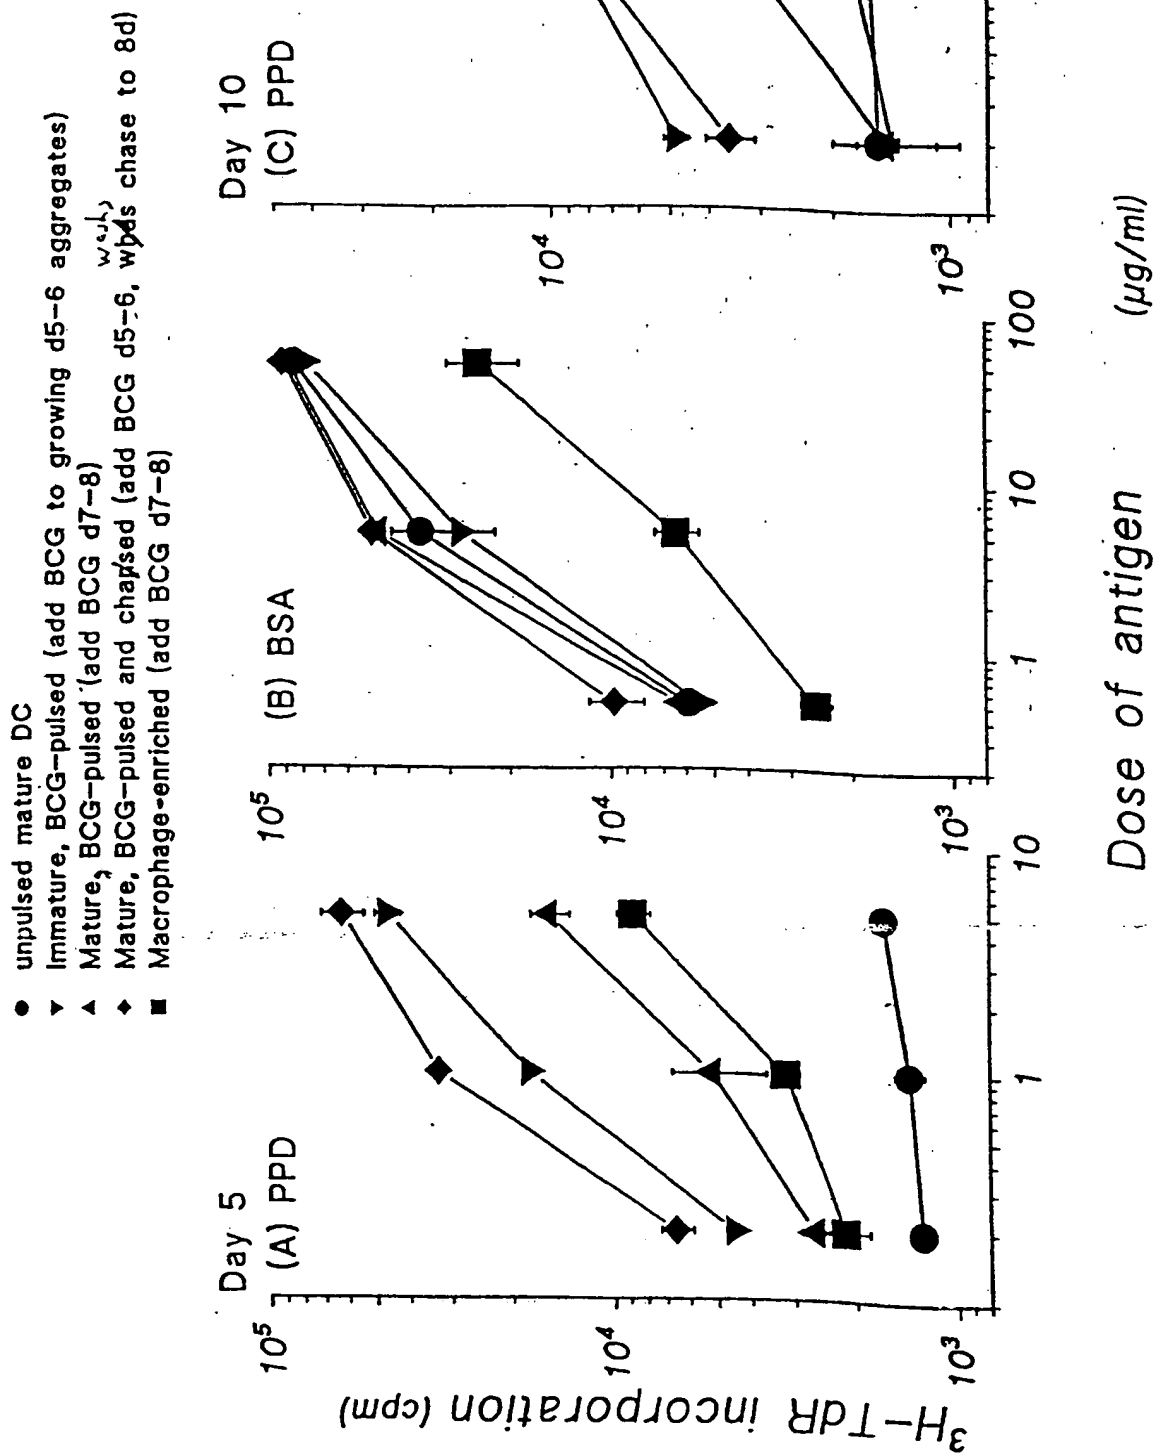 ● unpulsed mature DC
▼ Immature, BCG-pulsed (add BCG to growing d5-6 aggregates)
▲ Mature, BCG-pulsed (add BCG d7-8)
wash,
◆ Mature, BCG-pulsed and chapsed (add BCG d5-6, whas chase to 8d)
■ Macrophage-enriched (add BCG d7-8)
Day 5
(A) PPD
(B) BSA
Day 10
(C) PPD
³H-TdR incorporation (cpm)
10⁵
10⁴
10³
1
10
10⁵
10⁴
10³
1
10
100
10⁴
10³
Dose of antigen (µg/ml)